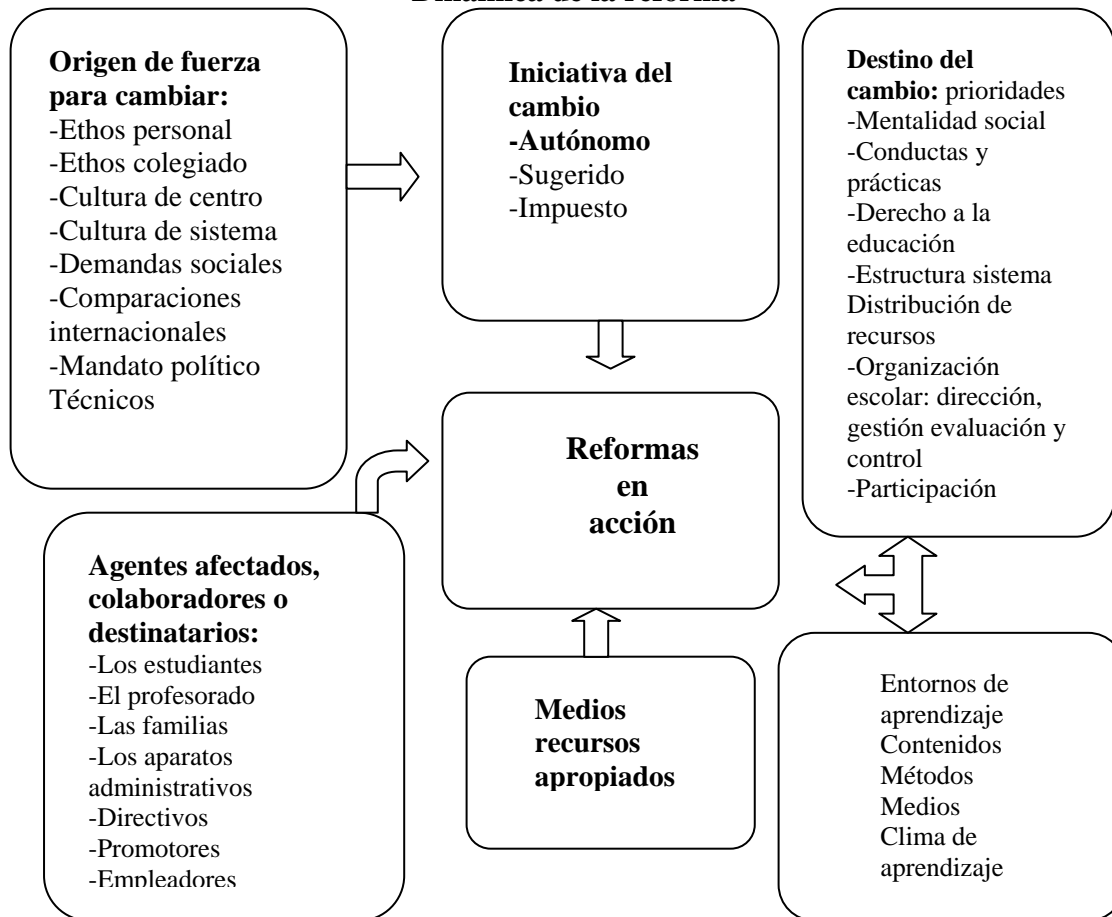 Dinámica de la reforma
Origen de fuerza
para cambiar:
-Ethos personal
-Ethos colegiado
-Cultura de centro
-Cultura de sistema
-Demandas sociales
-Comparaciones
internacionales
-Mandato político
Técnicos
Iniciativa del
cambio
-Autónomo
-Sugerido
-Impuesto
Destino del
cambio: prioridades
-Mentalidad social
-Conductas y
prácticas
-Derecho a la
educación
-Estructura sistema
Distribución de
recursos
-Organización
escolar: dirección,
gestión evaluación y
control
-Participación
Reformas
en
acción
Agentes afectados,
colaboradores o
destinatarios:
-Los estudiantes
-El profesorado
-Las familias
-Los aparatos
administrativos
-Directivos
-Promotores
-Empleadores
Medios
recursos
apropiados
Entornos de
aprendizaje
Contenidos
Métodos
Medios
Clima de
aprendizaje